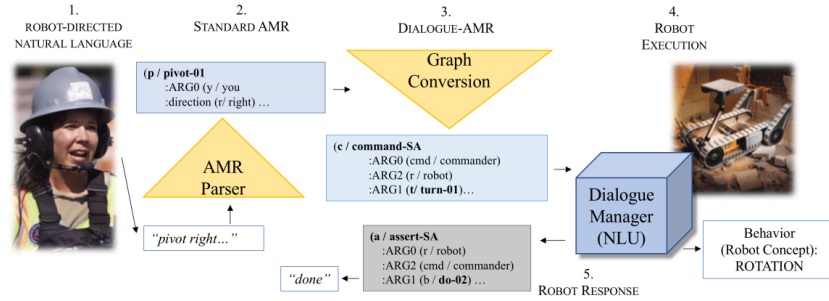 1.
ROBOT-DIRECTED
NATURAL LANGUAGE
2.
STANDARD AMR
3.
DIALOGUE-AMR
4.
ROBOT
EXECUTION
(p / pivot-01
:ARG0 (y / you
:direction (r/ right) …
Graph
Conversion
AMR
Parser
"pivot right…"
(c / command-SA
:ARG0 (cmd / commander)
:ARG2 (r / robot)
:ARG1 (t/ turn-01)…
Dialogue
Manager
(NLU)
(a / assert-SA
:ARG0 (r / robot)
:ARG2 (cmd / commander)
:ARG1 (b / do-02) …
"done"
Behavior
(Robot Concept):
ROTATION
5.
ROBOT RESPONSE